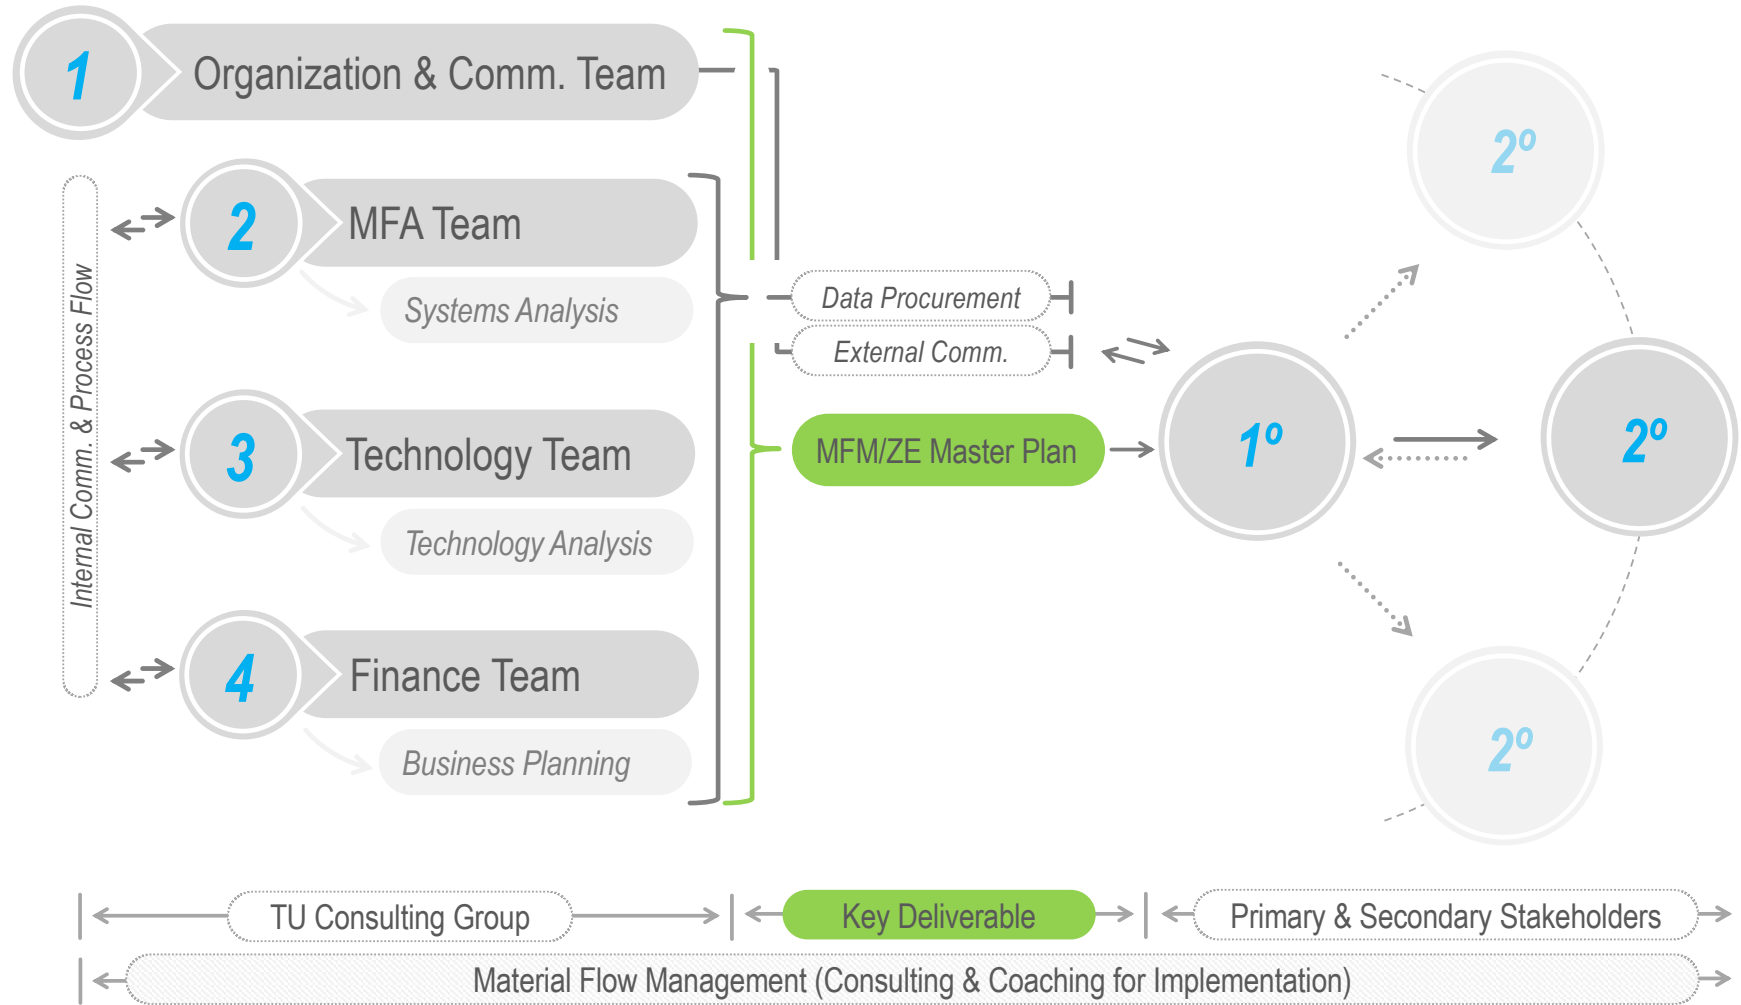 1
Organization & Comm. Team
2
MFA Team
Systems Analysis
3
Technology Team
Technology Analysis
4
Finance Team
Business Planning
Internal Comm. & Process Flow
Data Procurement
External Comm.
MFM/ZE Master Plan
1º
2º
2º
2º
TU Consulting Group
Key Deliverable
Primary & Secondary Stakeholders
Material Flow Management (Consulting & Coaching for Implementation)